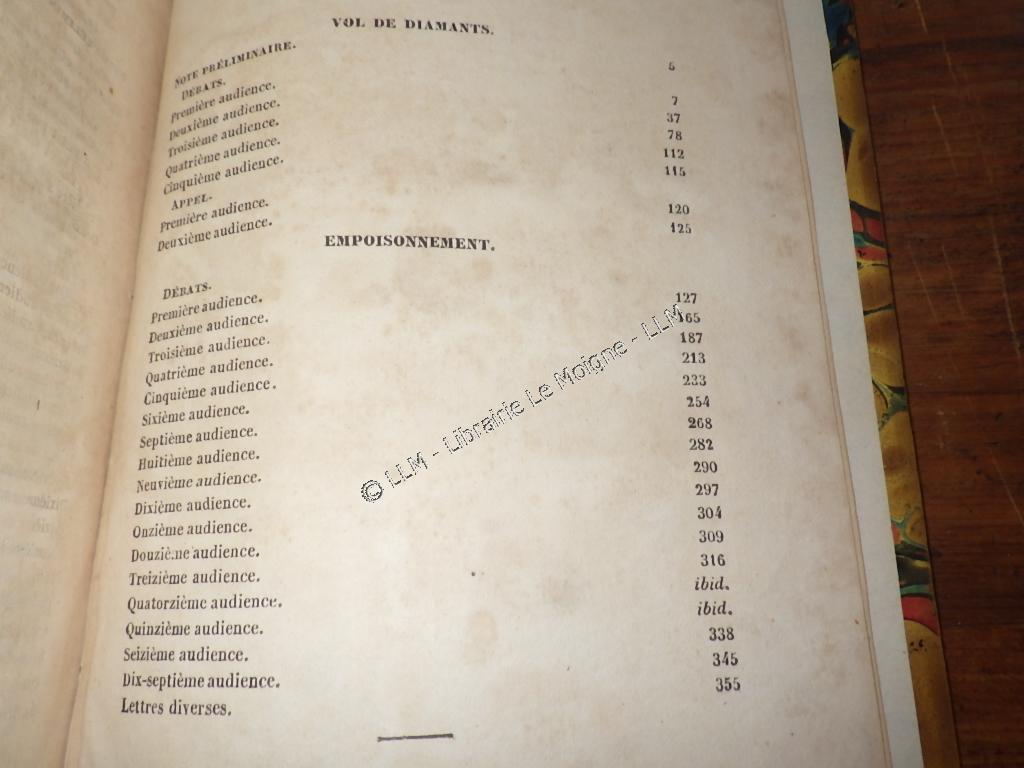 VOL DE DIAMANTS.
NOTE PRÉLIMINAIRE. 5
DÉBATS.
Première audience. 7
Deuxième audience. 37
Troisième audience. 78
Quatrième audience. 112
Cinquième audience. 115
APPEL-
Première audience. 120
Deuxième audience. 125
EMPOISONNEMENT.
DÉBATS.
Première audience. 127
Deuxième audience. 165
Troisième audience. 187
Quatrième audience. 213
Cinquième audience. 233
Sixième audience. 254
Septième audience. 268
Huitième audience. 282
Neuvième audience. 290
Dixième audience. 297
Onzième audience. 304
Douzième audience. 309
Treizième audience. 316
Quatorzième audience. ibid.
Quinzième audience. ibid.
Seizième audience. 338
Dix-septième audience. 345
Lettres diverses. 355
© LLM - Librairie Le Moigne - LLM